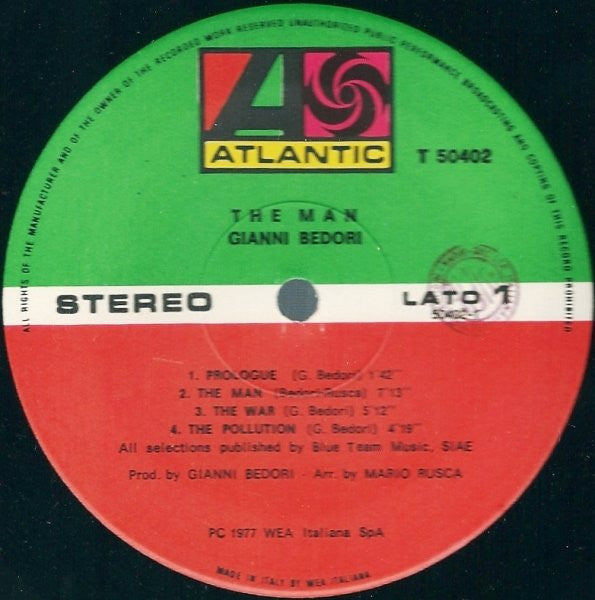 ALL RIGHTS OF THE MANUFACTURER AND OF THE OWNER OF THE RECORDED WORK RESERVED UNAUTHORIZED PUBLIC PERFORMANCE BROADCASTING AND COPYING OF THIS RECORD PROHIBITED
ATLANTIC
T 50402
THE MAN
GIANNI BEDORI
STEREO
LATO 1
50402-1
1. PROLOGUE (G. Bedori) 1'42"
2. THE MAN (Bedori-Rusca) 7'13"
3. THE WAR (G. Bedori) 5'12"
4. THE POLLUTION (G. Bedori) 4'19"
All selections published by Blue Team Music, SIAE
Prod. by GIANNI BEDORI - Arr. by MARIO RUSCA
PC 1977 WEA Italiana SpA
MADE IN ITALY BY WEA ITALIANA